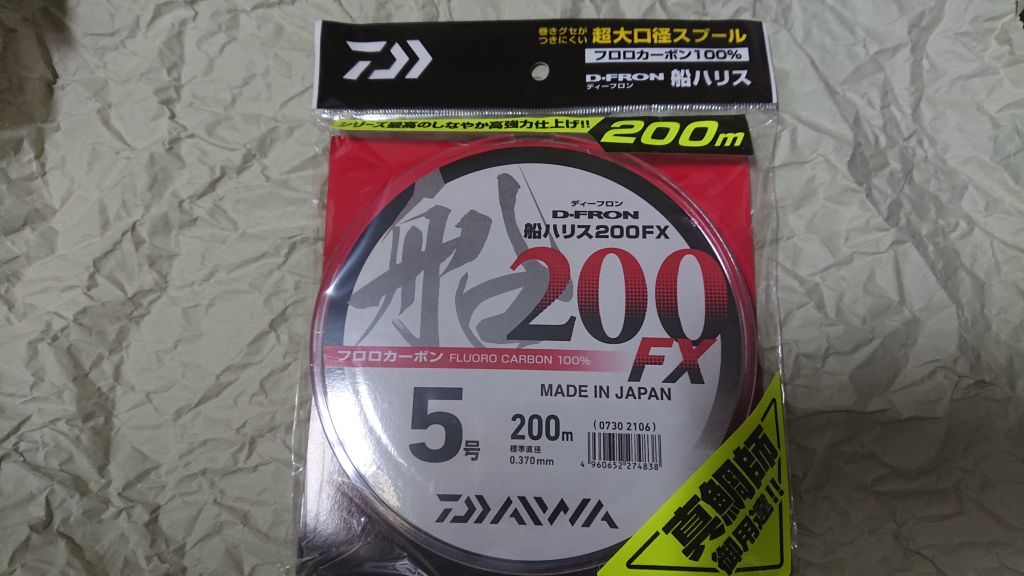 巻きグセが
つきにくい 超大口径スプール
フロロカーボン100%
D-FRON 船ハリス
ディーフロン
シリーズ最高のしなやか高強力仕上げ!!
200m
船
ディーフロン
D-FRON
船ハリス200FX
200
FX
フロロカーボン FLUORO CARBON 100%
MADE IN JAPAN
5号
200m
標準直径
0.370mm
(0730 2106)
4 960652 274838
DAIWA
真鯛師
御用達!!